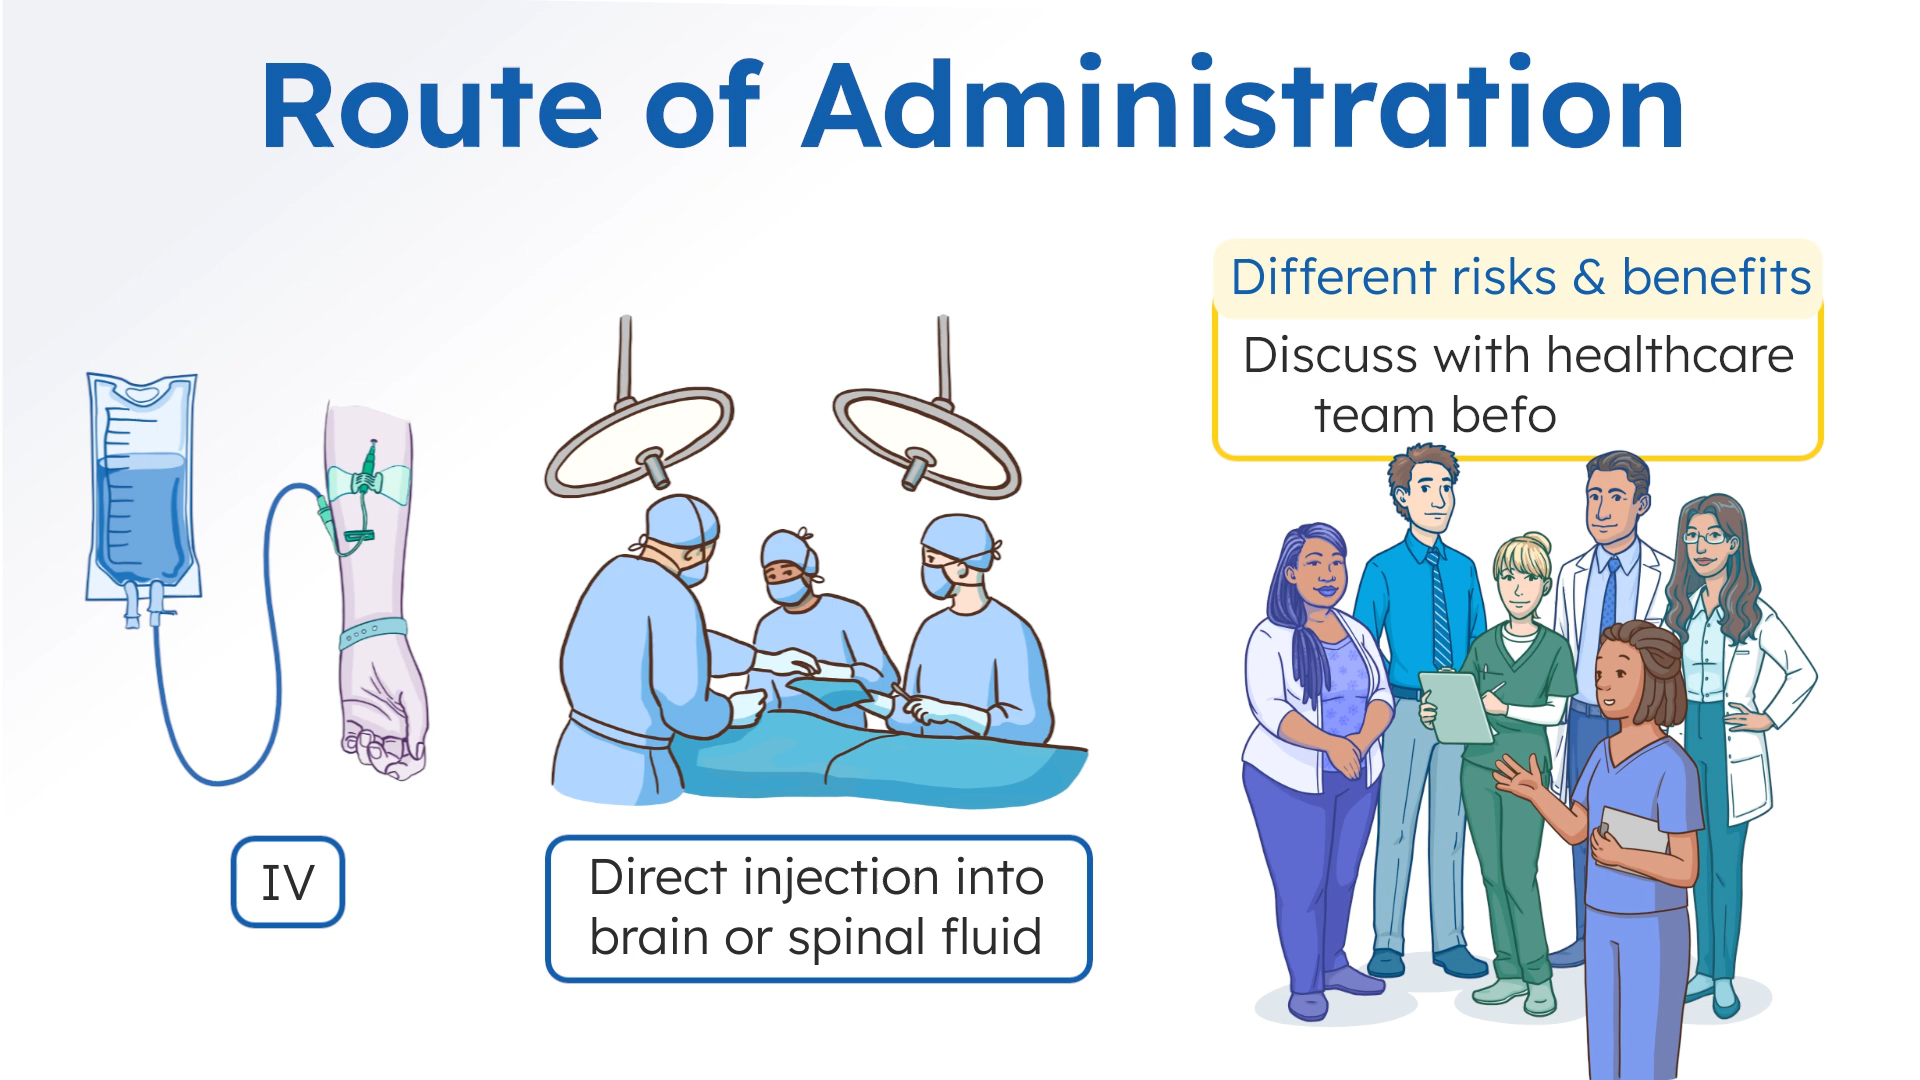 Route of Administration
Different risks & benefits
Discuss with healthcare
team befo
IV
Direct injection into
brain or spinal fluid